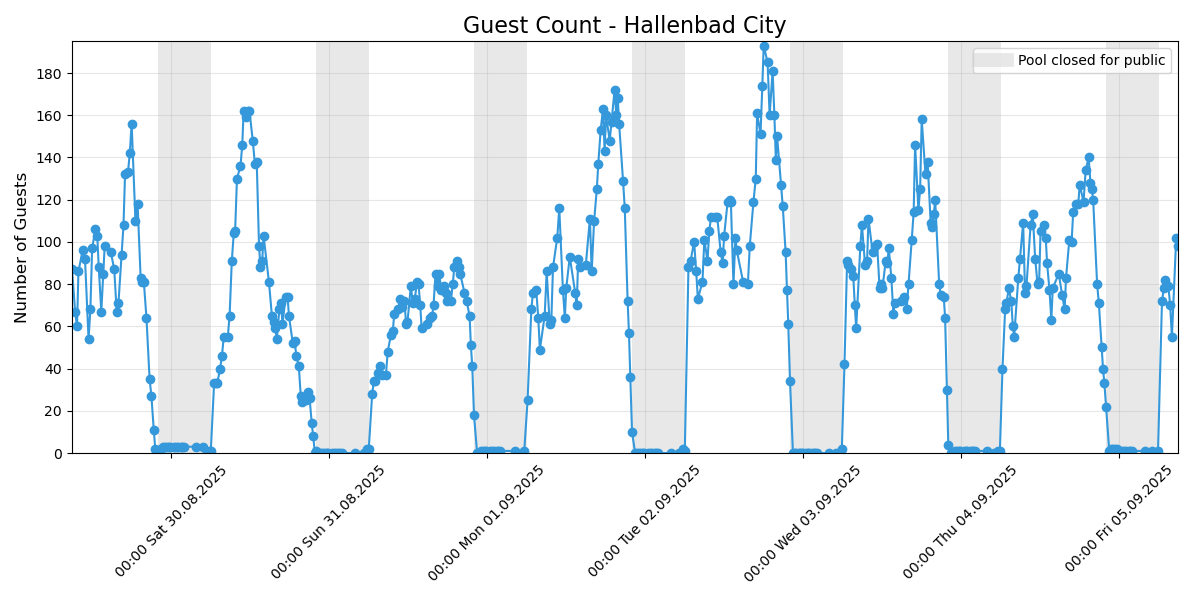 Guest Count - Hallenbad City
Pool closed for public
Number of Guests
180
160
140
120
100
80
60
40
20
0
00:00 Sat 30.08.2025
00:00 Sun 31.08.2025
00:00 Mon 01.09.2025
00:00 Tue 02.09.2025
00:00 Wed 03.09.2025
00:00 Thu 04.09.2025
00:00 Fri 05.09.2025